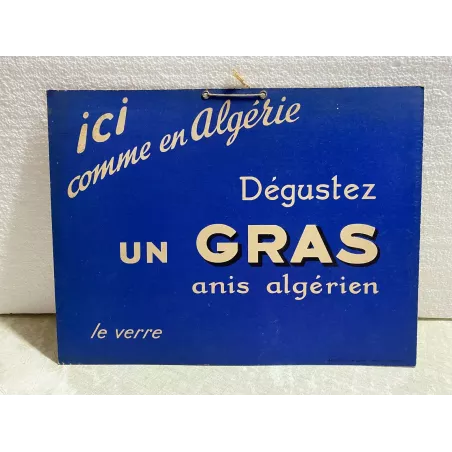 ici
comme en Algérie
Dégustez
UN GRAS
anis algérien
le verre